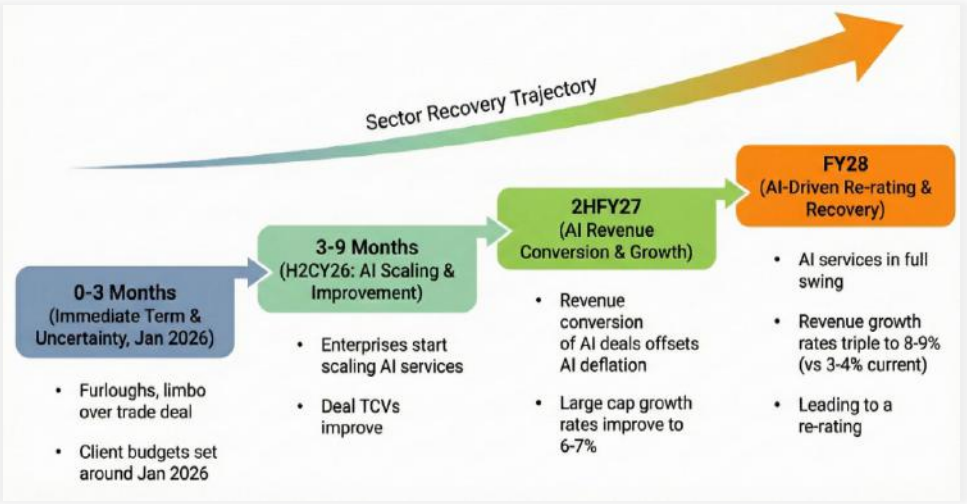 Sector Recovery Trajectory
0-3 Months
(Immediate Term &
Uncertainty, Jan 2026)
• Furloughs, limbo
over trade deal
• Client budgets set
around Jan 2026
3-9 Months
(H2CY26: AI Scaling &
Improvement)
• Enterprises start
scaling AI services
• Deal TCVs
improve
2HFY27
(AI Revenue
Conversion & Growth)
• Revenue
conversion
of AI deals offsets
AI deflation
• Large cap growth
rates improve to
6-7%
FY28
(AI-Driven Re-rating &
Recovery)
• AI services in full
swing
• Revenue growth
rates triple to 8-9%
(vs 3-4% current)
• Leading to a
re-rating